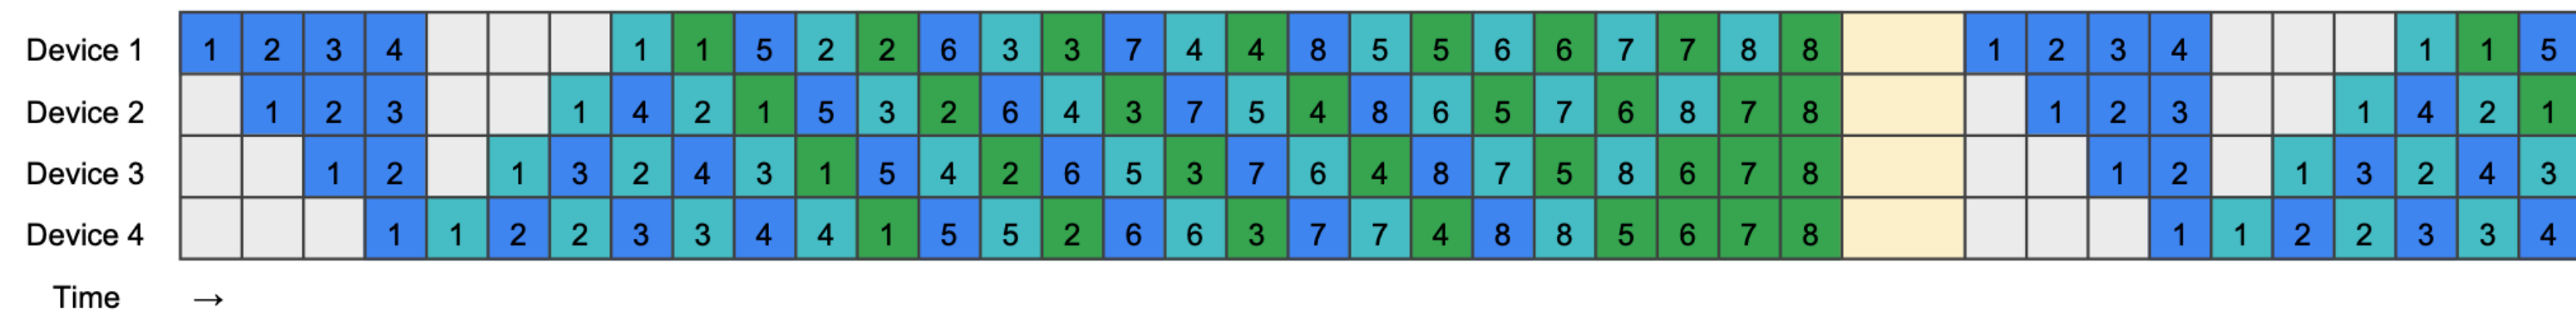 Device 1 1 2 3 4 1 1 5 2 2 6 3 3 7 4 4 8 5 5 6 6 7 7 8 8 1 2 3 4 1 1 5
Device 2 1 2 3 1 4 2 1 5 3 2 6 4 3 7 5 4 8 6 5 7 6 8 7 8 1 2 3 1 4 2 1
Device 3 1 2 1 3 2 4 3 1 5 4 2 6 5 3 7 6 4 8 7 5 8 6 7 8 1 2 1 3 2 4 3
Device 4 1 1 2 2 3 3 4 4 1 5 5 2 6 6 3 7 7 4 8 8 5 6 7 8 1 1 2 2 3 3 4
Time →